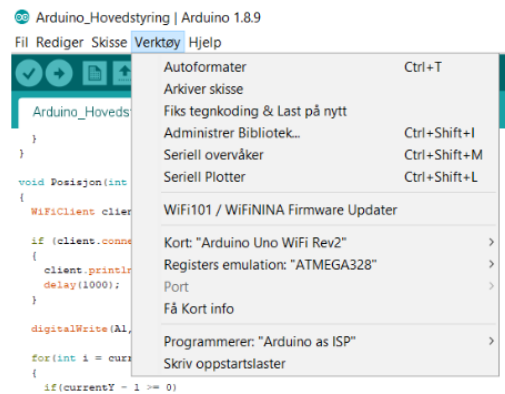 Arduino_Hovedstyring | Arduino 1.8.9
Fil Rediger Skisse Verktøy Hjelp
Autoformater Ctrl+T
Arkiver skisse
Fiks tegnkoding & Last på nytt
Administrer Bibliotek... Ctrl+Shift+I
Seriell overvåker Ctrl+Shift+M
Seriell Plotter Ctrl+Shift+L
WiFi101 / WiFiNINA Firmware Updater
Kort: "Arduino Uno WiFi Rev2"
Registers emulation: "ATMEGA328"
Port
Få Kort info
Programmerer: "Arduino as ISP"
Skriv oppstartslaster
Arduino_Hovedst
}
}
void Posisjon(int
{
WiFiClient clien
if (client.conne
{
client.println
delay(1000);
}
digitalWrite(A1,
for(int i = curr
{
if(currentY - 1 >= 0)